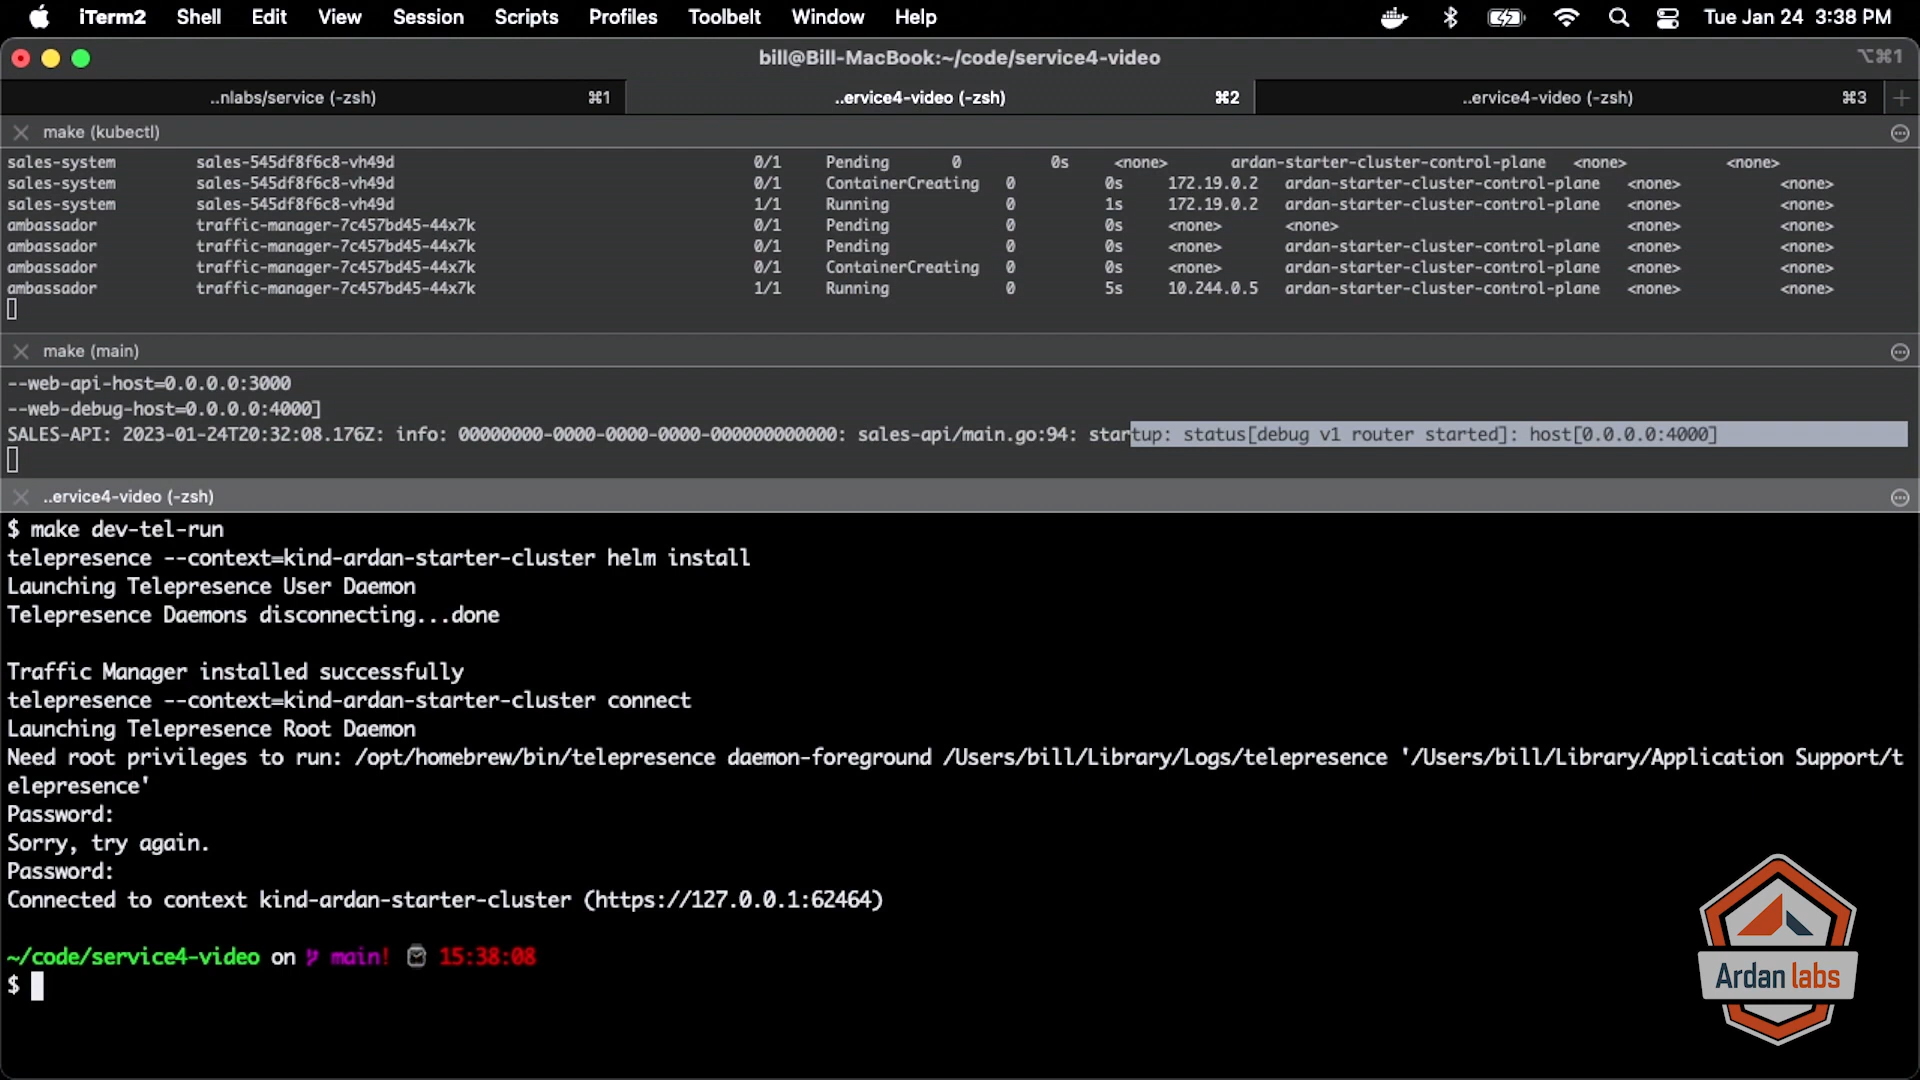 iTerm2 Shell Edit View Session Scripts Profiles Toolbelt Window Help Tue Jan 24 3:38 PM
bill@Bill-MacBook:~/code/service4-video ⌥⌘1
..nlabs/service (-zsh) ⌘1 ..ervice4-video (-zsh) ⌘2 ..ervice4-video (-zsh) ⌘3
make (kubectl)
sales-system sales-545df8f6c8-vh49d 0/1 Pending 0 0s <none> ardan-starter-cluster-control-plane <none> <none>
sales-system sales-545df8f6c8-vh49d 0/1 ContainerCreating 0 0s 172.19.0.2 ardan-starter-cluster-control-plane <none> <none>
sales-system sales-545df8f6c8-vh49d 1/1 Running 0 1s 172.19.0.2 ardan-starter-cluster-control-plane <none> <none>
ambassador traffic-manager-7c457bd45-44x7k 0/1 Pending 0 0s <none> <none> <none> <none>
ambassador traffic-manager-7c457bd45-44x7k 0/1 Pending 0 0s <none> ardan-starter-cluster-control-plane <none> <none>
ambassador traffic-manager-7c457bd45-44x7k 0/1 ContainerCreating 0 0s <none> ardan-starter-cluster-control-plane <none> <none>
ambassador traffic-manager-7c457bd45-44x7k 1/1 Running 0 5s 10.244.0.5 ardan-starter-cluster-control-plane <none> <none>
make (main)
--web-api-host=0.0.0.0:3000
--web-debug-host=0.0.0.0:4000]
SALES-API: 2023-01-24T20:32:08.176Z: info: 00000000-0000-0000-0000-000000000000: sales-api/main.go:94: startup: status[debug v1 router started]: host[0.0.0.0:4000]
..ervice4-video (-zsh)
$ make dev-tel-run
telepresence --context=kind-ardan-starter-cluster helm install
Launching Telepresence User Daemon
Telepresence Daemons disconnecting...done
Traffic Manager installed successfully
telepresence --context=kind-ardan-starter-cluster connect
Launching Telepresence Root Daemon
Need root privileges to run: /opt/homebrew/bin/telepresence daemon-foreground /Users/bill/Library/Logs/telepresence '/Users/bill/Library/Application Support/t
elepresence'
Password:
Sorry, try again.
Password:
Connected to context kind-ardan-starter-cluster (https://127.0.0.1:62464)
~/code/service4-video on main! 15:38:08
$
Ardan labs